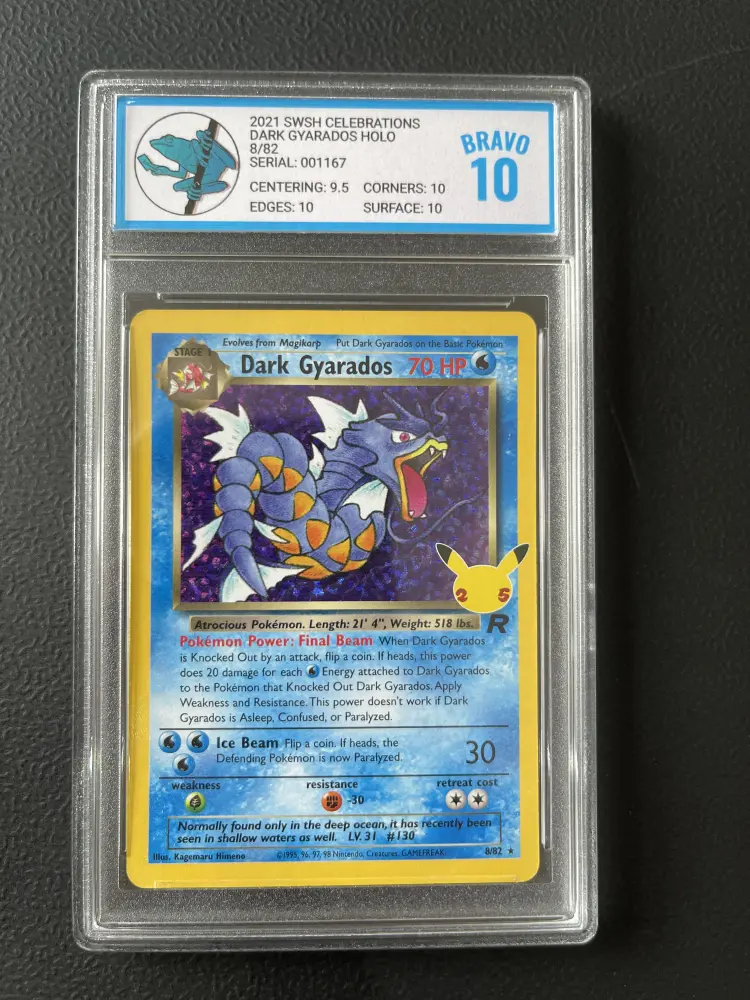 2021 SWSH CELEBRATIONS
DARK GYARADOS HOLO
8/82
SERIAL: 001167
CENTERING: 9.5 CORNERS: 10
EDGES: 10 SURFACE: 10
BRAVO
10
Evolves from Magikarp Put Dark Gyarados on the Basic Pokémon
STAGE 1
Dark Gyarados 70 HP
25
R
Atrocious Pokémon. Length: 21' 4", Weight: 518 lbs.
Pokémon Power: Final Beam When Dark Gyarados
is Knocked Out by an attack, flip a coin. If heads, this power
does 20 damage for each Energy attached to Dark Gyarados
to the Pokémon that Knocked Out Dark Gyarados. Apply
Weakness and Resistance. This power doesn't work if Dark
Gyarados is Asleep, Confused, or Paralyzed.
Ice Beam Flip a coin. If heads, the
Defending Pokémon is now Paralyzed.
30
weakness resistance retreat cost
-30
Normally found only in the deep ocean, it has recently been
seen in shallow waters as well. LV. 31 #130
Illus. Kagemaru Himeno ©1995, 96, 97, 98 Nintendo, Creatures, GAMEFREAK. 8/82